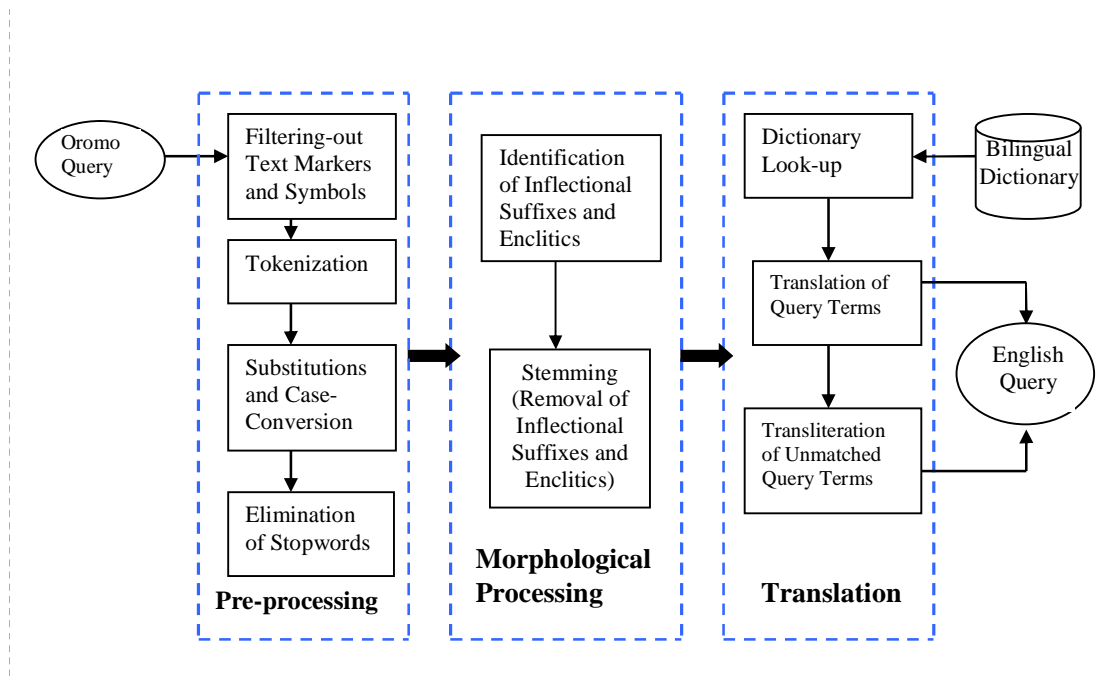 Oromo
Query
Filtering-out
Text Markers
and Symbols
Tokenization
Substitutions
and Case-
Conversion
Elimination
of Stopwords
Pre-processing
Identification
of Inflectional
Suffixes and
Enclitics
Stemming
(Removal of
Inflectional
Suffixes and
Enclitics)
Morphological
Processing
Dictionary
Look-up
Translation of
Query Terms
Transliteration
of Unmatched
Query Terms
Translation
Bilingual
Dictionary
English
Query